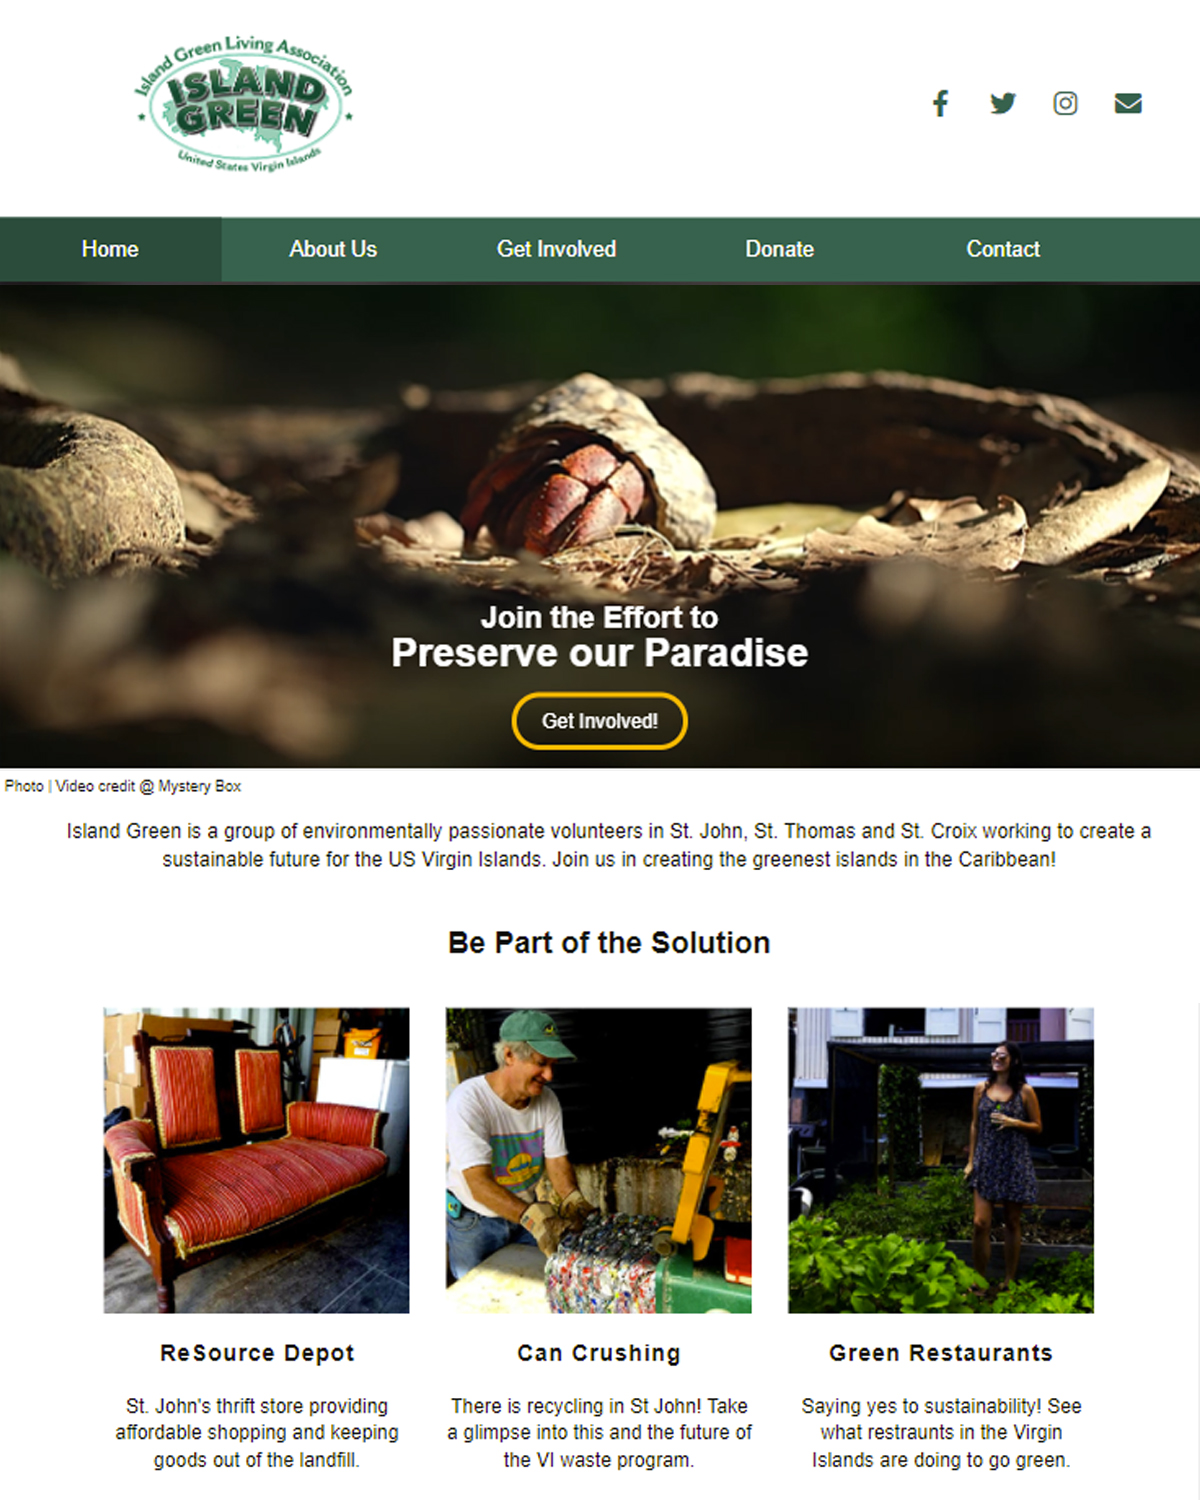 Island Green Living Association
ISLAND
GREEN
United States Virgin Islands
Home About Us Get Involved Donate Contact
Join the Effort to
Preserve our Paradise
Get Involved!
Photo | Video credit @ Mystery Box
Island Green is a group of environmentally passionate volunteers in St. John, St. Thomas and St. Croix working to create a
sustainable future for the US Virgin Islands. Join us in creating the greenest islands in the Caribbean!
Be Part of the Solution
ReSource Depot
St. John's thrift store providing
affordable shopping and keeping
goods out of the landfill.
Can Crushing
There is recycling in St John! Take
a glimpse into this and the future of
the VI waste program.
Green Restaurants
Saying yes to sustainability! See
what restraunts in the Virgin
Islands are doing to go green.